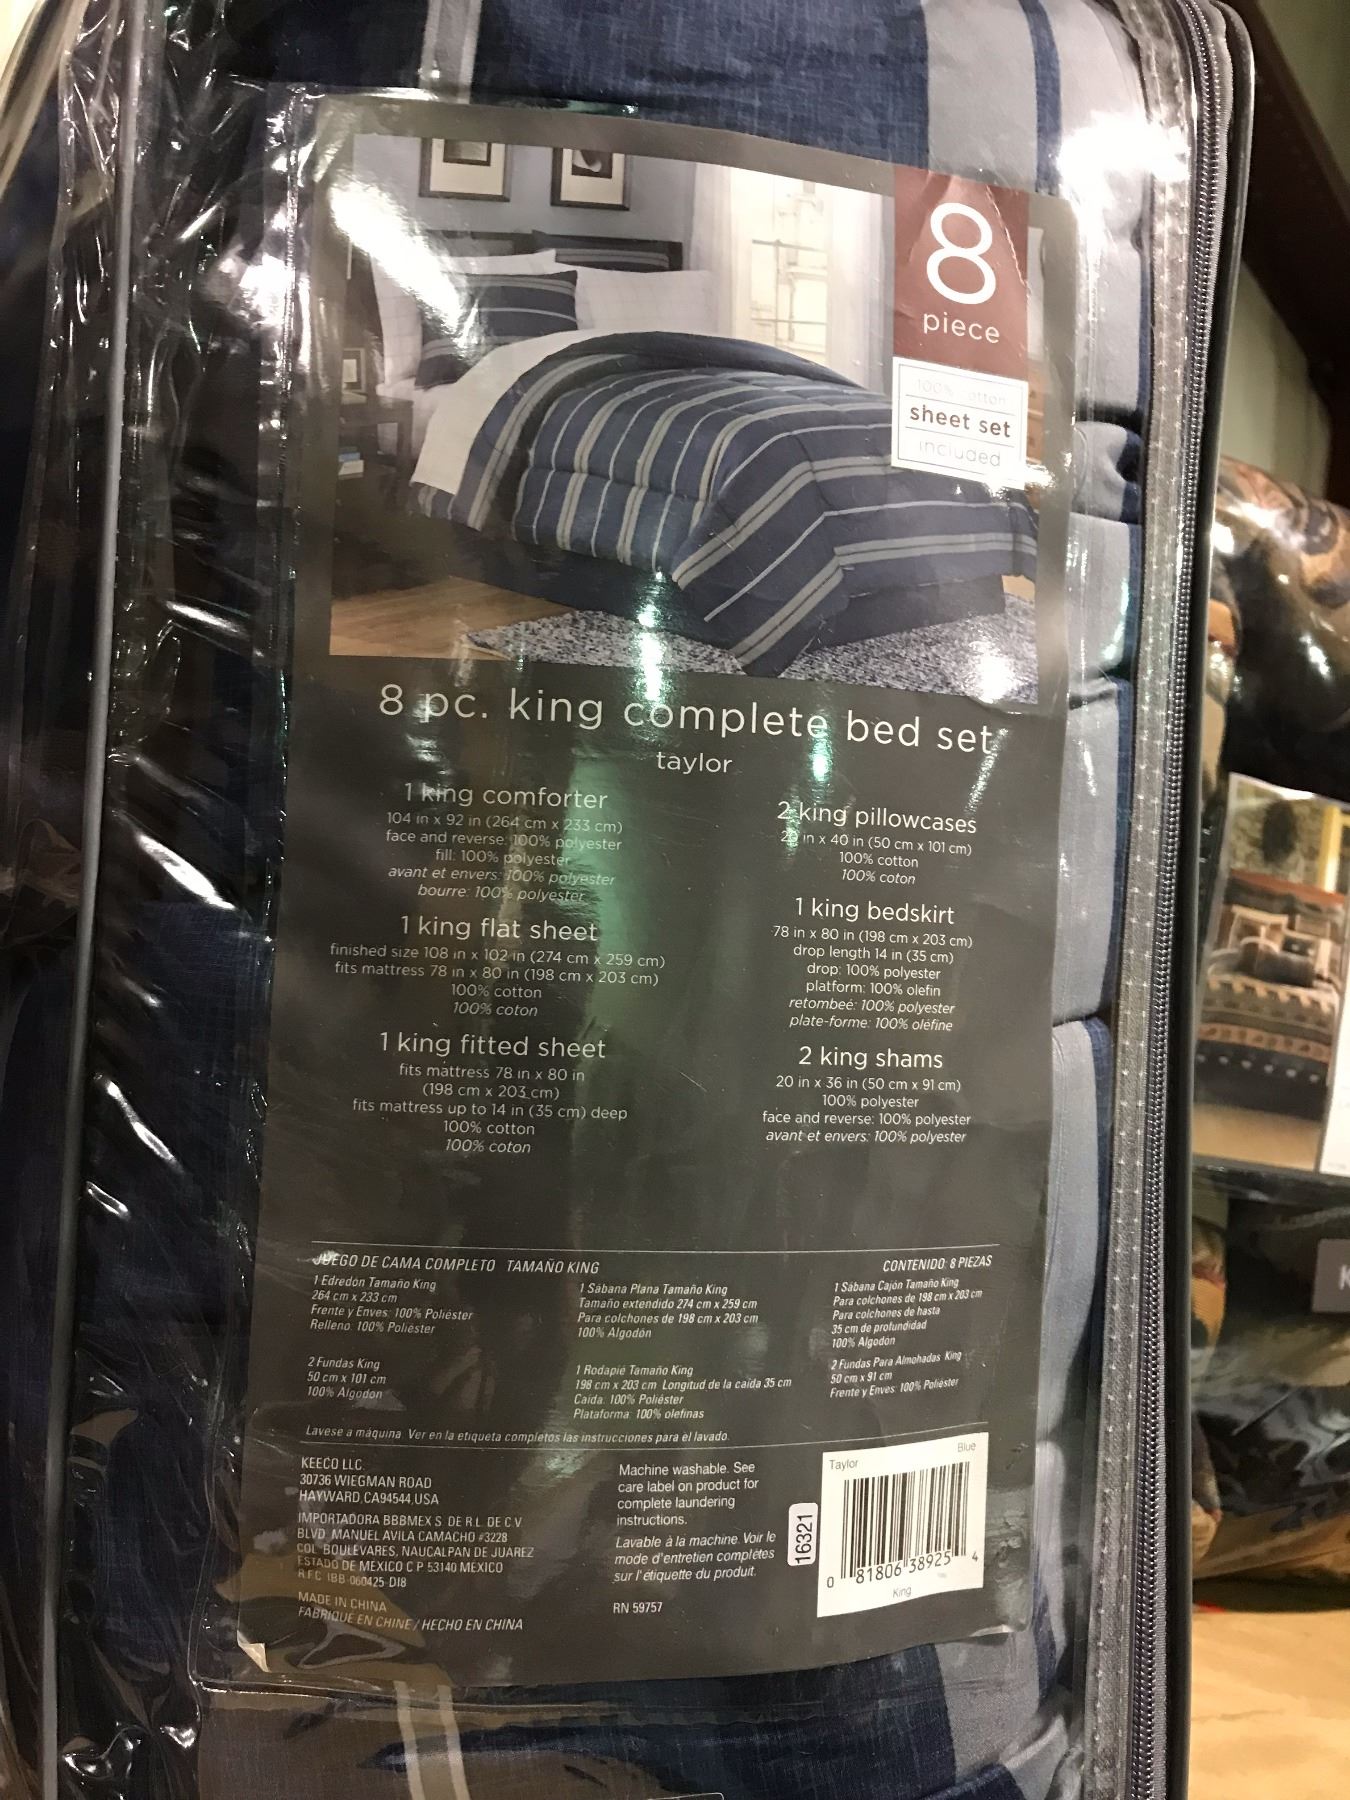 8
piece
100% cotton
sheet set
included
8 pc. king complete bed set
taylor
1 king comforter
104 in x 92 in (264 cm x 233 cm)
face and reverse: 100% polyester
fill: 100% polyester
avant et envers: 100% polyester
bourre: 100% polyester
1 king flat sheet
finished size 108 in x 102 in (274 cm x 259 cm)
fits mattress 78 in x 80 in (198 cm x 203 cm)
100% cotton
100% coton
1 king fitted sheet
fits mattress 78 in x 80 in
(198 cm x 203 cm)
fits mattress up to 14 in (35 cm) deep
100% cotton
100% coton
2 king pillowcases
20 in x 40 in (50 cm x 101 cm)
100% cotton
100% coton
1 king bedskirt
78 in x 80 in (198 cm x 203 cm)
drop length 14 in (35 cm)
drop: 100% polyester
platform: 100% olefin
retombeé: 100% polyester
plate-forme: 100% oléfine
2 king shams
20 in x 36 in (50 cm x 91 cm)
100% polyester
face and reverse: 100% polyester
avant et envers: 100% polyester
JUEGO DE CAMA COMPLETO TAMAÑO KING
CONTENIDO: 8 PIEZAS
1 Edredón Tamaño King
264 cm x 233 cm
Frente y Enves: 100% Poliéster
Relleno: 100% Poliéster
2 Fundas King
50 cm x 101 cm
100% Algodon
1 Sábana Plana Tamaño King
Tamaño extendido 274 cm x 259 cm
Para colchones de 198 cm x 203 cm
100% Algodón
1 Rodapié Tamaño King
198 cm x 203 cm Longitud de la caída 35 cm
Caída: 100% Poliéster
Plataforma: 100% olefinas
1 Sábana Cajón Tamaño King
Para colchones de 198 cm x 203 cm
Para colchones de hasta
35 cm de profundidad
100% Algodon
2 Fundas Para Almohadas King
50 cm x 91 cm
Frente y Enves: 100% Poliéster
Lavese a máquina. Ver en la etiqueta completos las instrucciones para el lavado.
KEECO LLC.
30736 WIEGMAN ROAD
HAYWARD, CA94544, USA
IMPORTADORA BBBMEX S. DE R.L. DE C.V.
BLVD. MANUEL AVILA CAMACHO #3228
COL. BOULEVARES, NAUCALPAN DE JUAREZ
ESTADO DE MEXICO C.P. 53140 MEXICO
R.F.C. IBB-060425-DI8
MADE IN CHINA
FABRIQUE EN CHINE / HECHO EN CHINA
Machine washable. See
care label on product for
complete laundering
instructions.
Lavable à la machine. Voir le
mode d'entretien complètes
sur l'étiquette du produit.
RN 59757
16321
Taylor
Blue
0 81806 38925 4
King
K